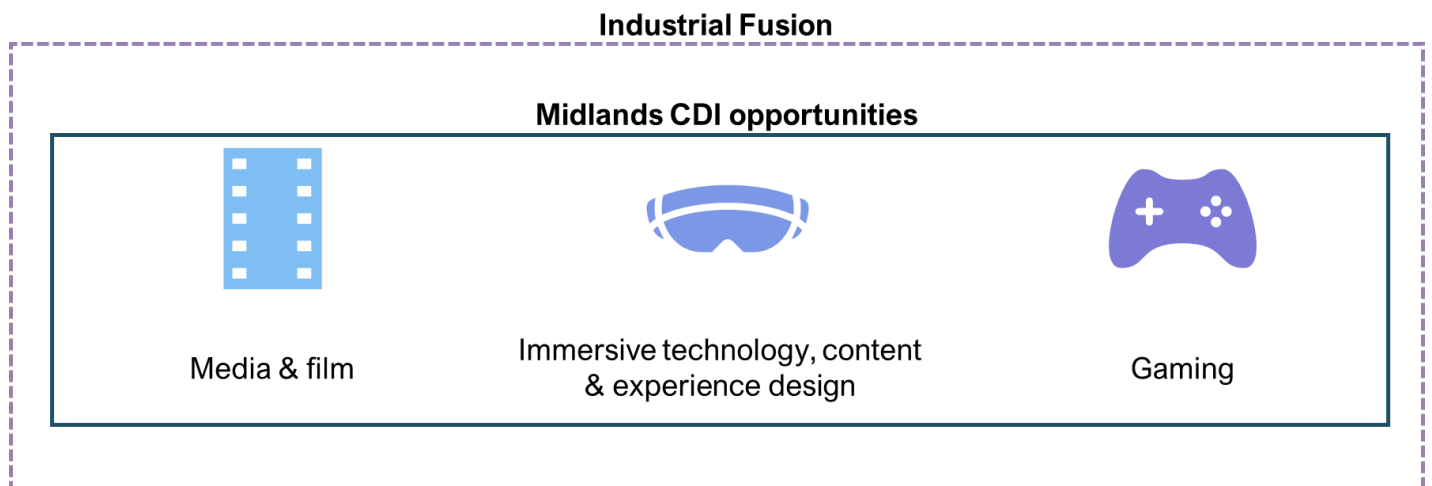 Industrial Fusion
Midlands CDI opportunities
Media & film
Immersive technology, content
& experience design
Gaming